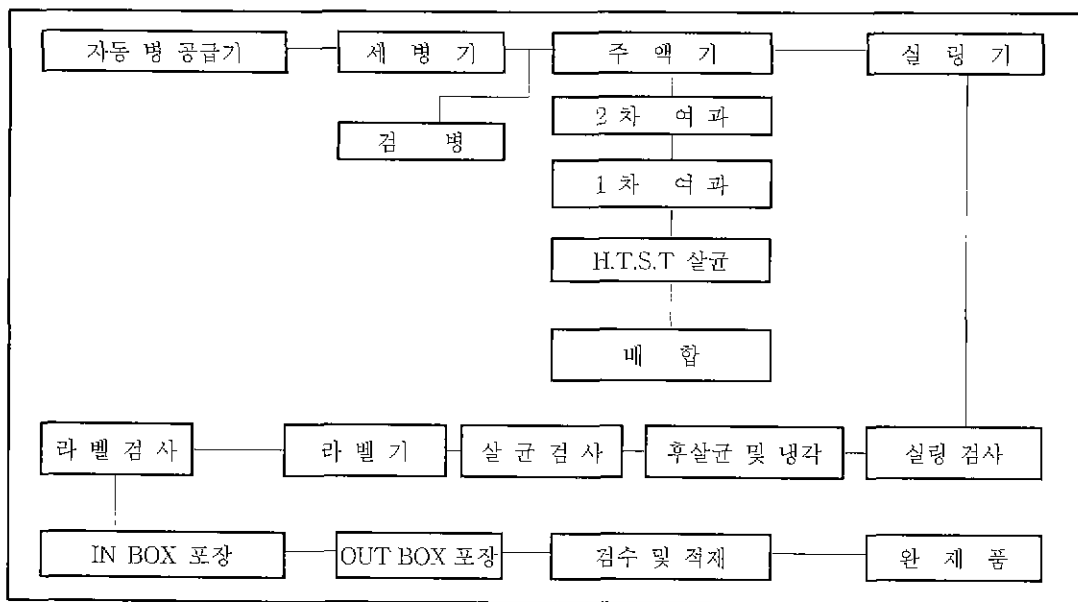 자동 병 공급기 세 병 기 주 액 기 실 링 기
2 차 여 과
검 병
1 차 여 과
H.T.S.T 살균
배 합
라 벨 검 사 라 벨 기 살 균 검 사 후살균 및 냉각 실링 검사
IN BOX 포장 OUT BOX 포장 검수 및 적재 완 제 품